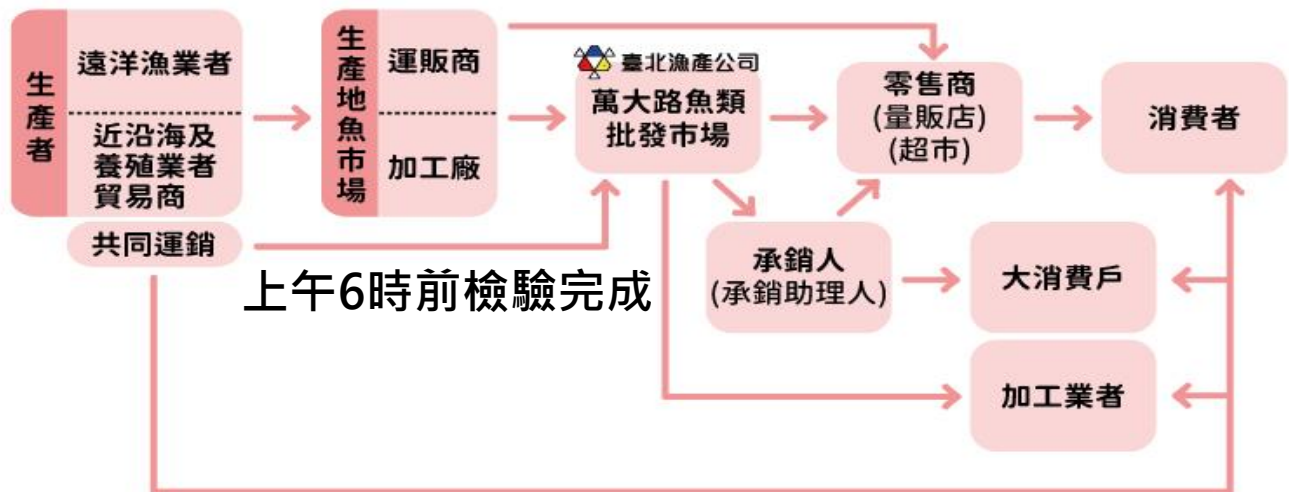 生產者
遠洋漁業者
近沿海及
養殖業者
貿易商
共同運銷
生產地魚市場
運販商
加工廠
臺北漁產公司
萬大路魚類
批發市場
零售商
(量販店)
(超市)
消費者
上午6時前檢驗完成
承銷人
(承銷助理人)
大消費戶
加工業者